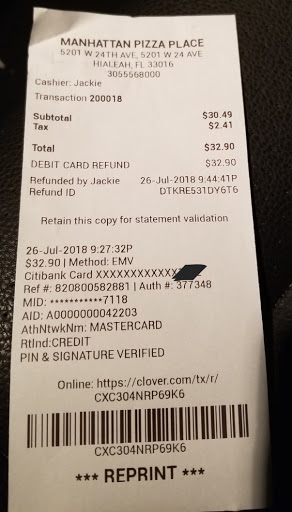 MANHATTAN PIZZA PLACE
5201 W 24TH AVE, 5201 W 24 AVE
HIALEAH, FL 33016
3055568000
Cashier: Jackie
Transaction 200018
Subtotal $30.49
Tax $2.41
Total $32.90
DEBIT CARD REFUND $32.90
Refunded by Jackie 26-Jul-2018 9:44:41P
Refund ID DTKRE531DY6T6
Retain this copy for statement validation
26-Jul-2018 9:27:32P
$32.90 | Method: EMV
Citibank Card XXXXXXXXXXXX
Ref #: 820800582881 | Auth #: 377348
MID: ***********7118
AID: A0000000042203
AthNtwkNm: MASTERCARD
RtInd:CREDIT
PIN & SIGNATURE VERIFIED
Online: https://clover.com/tx/r/
CXC304NRP69K6
CXC304NRP69K6
*** REPRINT ***